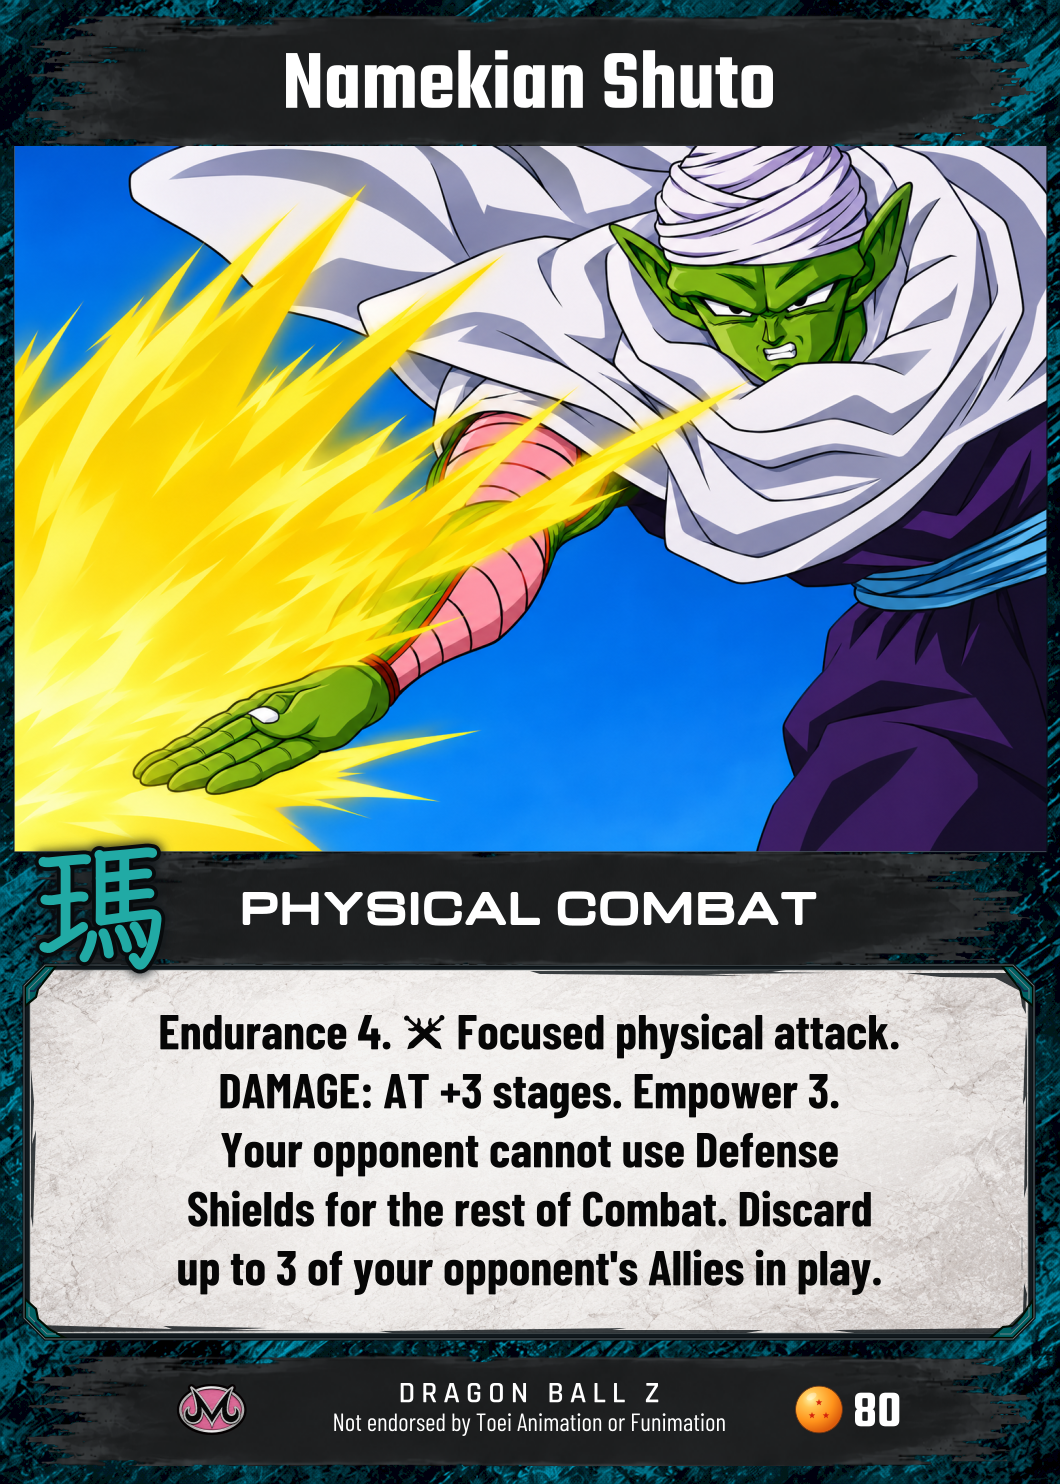 Namekian Shuto
瑪
PHYSICAL COMBAT
Endurance 4. Focused physical attack.
DAMAGE: AT +3 stages. Empower 3.
Your opponent cannot use Defense
Shields for the rest of Combat. Discard
up to 3 of your opponent's Allies in play.
DRAGON BALL Z
Not endorsed by Toei Animation or Funimation
80